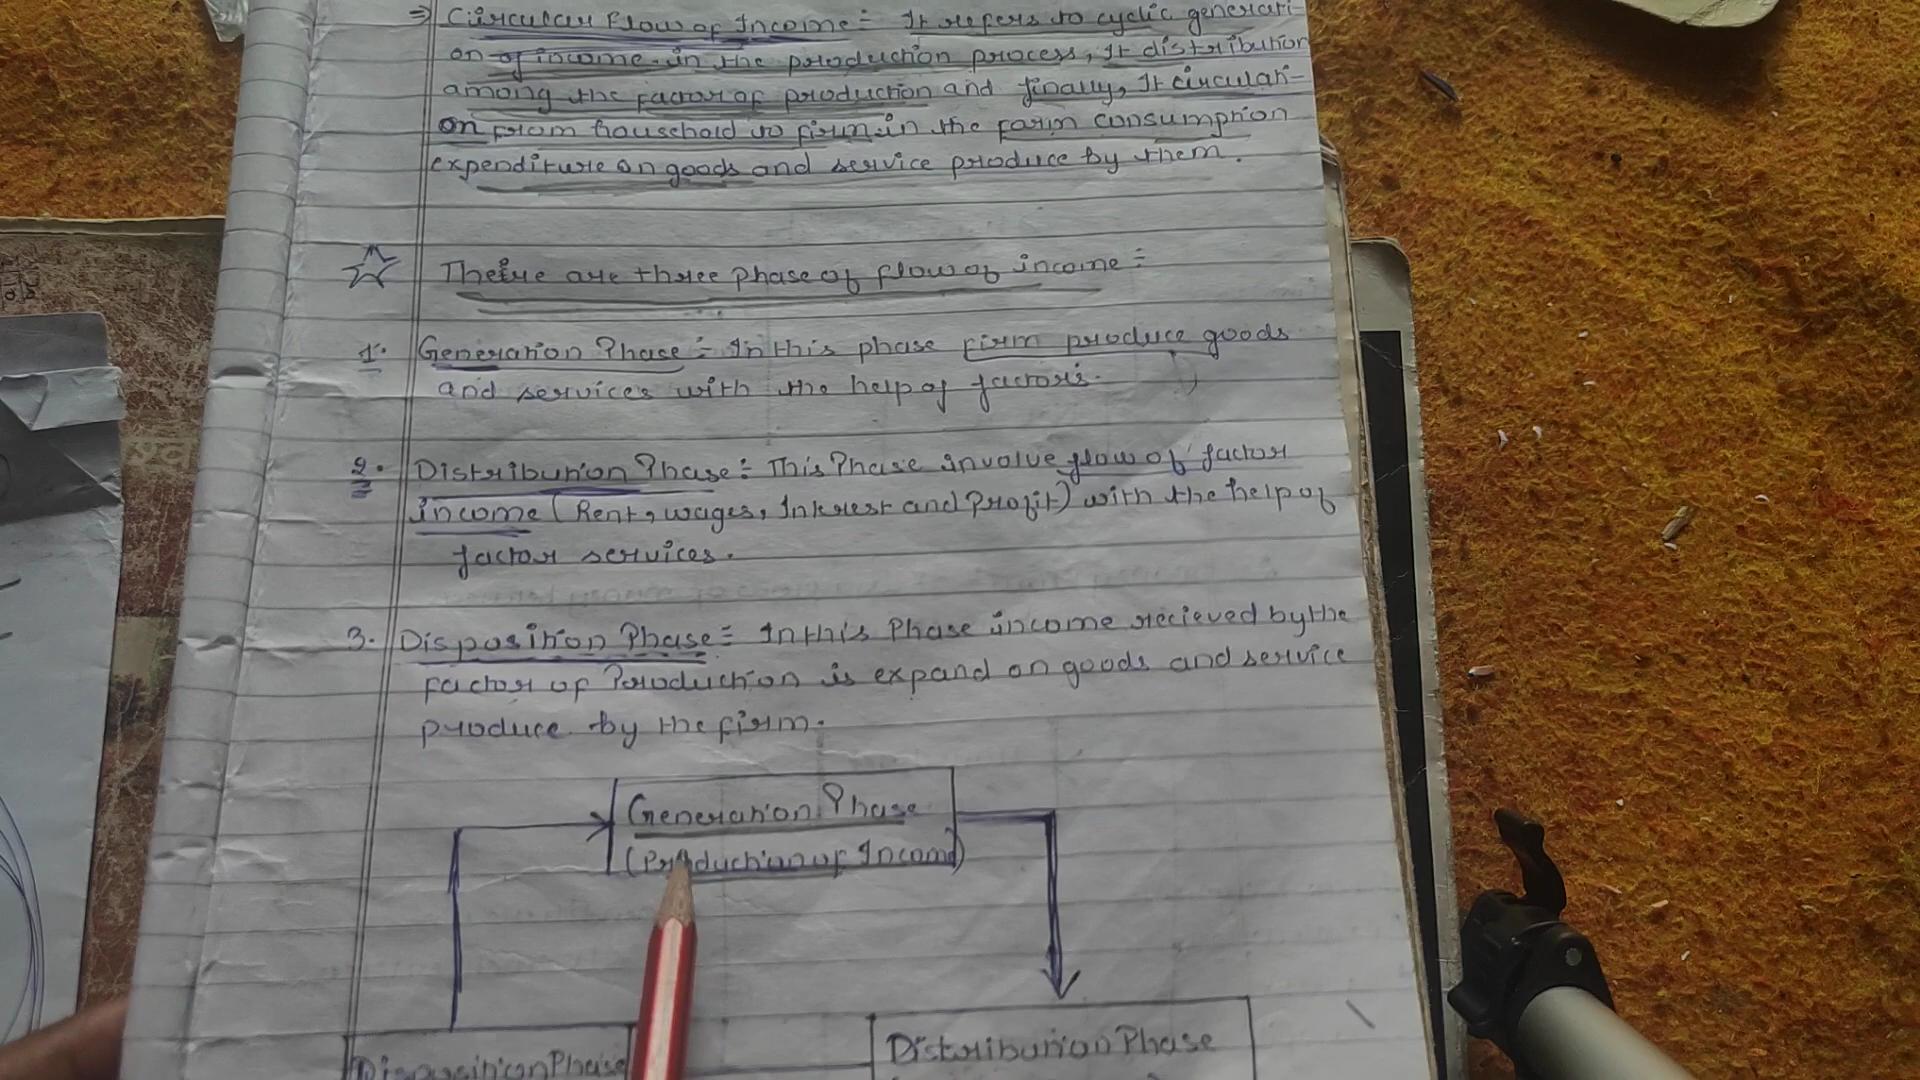 ⇒ Circular Flow of Income = It refers to cyclic generati-
on of income in the production process, It distribution
among the factor of production and finally, It circulati-
on from household to firm in the form consumption
expenditure on goods and service produce by them.
There are three phase of flow of income =
1. Generation Phase = In this phase firm produce goods
and services with the help of factors.
2. Distribution Phase = This Phase involve flow of factor
income (Rent, wages, Interest and Profit) with the help of
factor services.
3. Disposition Phase = In this Phase income recieved by the
factor of Production is expand on goods and service
produce by the firm.
Generation Phase
(Production of Income)
Distribution Phase
Disposition Phase